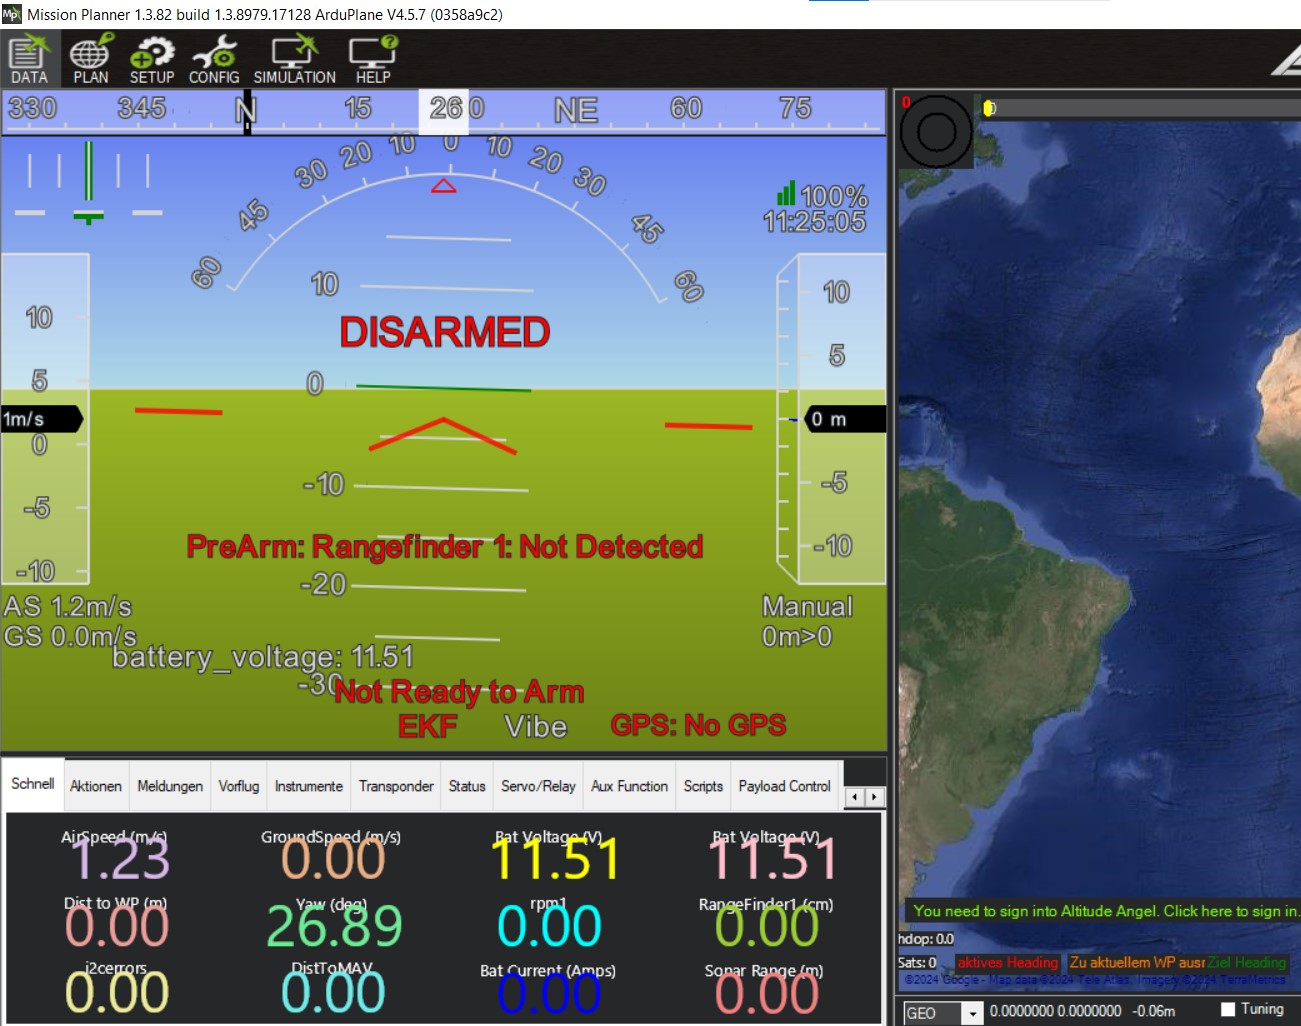 Mission Planner 1.3.82 build 1.3.8979.17128 ArduPlane V4.5.7 (0358a9c2)
DATA PLAN SETUP CONFIG SIMULATION HELP
330 345 N 15 26 0 NE 60 75
60 45 30 20 10 0 10 20 30 45 60
100%
11:25:05
10
5
1m/s
0
-5
-10
10
DISARMED
0
-10
-20
-30
10
5
0 m
-5
-10
PreArm: Rangefinder 1: Not Detected
AS 1.2m/s
GS 0.0m/s
battery_voltage: 11.51
Manual
0m>0
Not Ready to Arm
EKF Vibe GPS: No GPS
Schnell Aktionen Meldungen Vorflug Instrumente Transponder Status Servo/Relay Aux Function Scripts Payload Control
AirSpeed (m/s) GroundSpeed (m/s) Bat Voltage (V) Bat Voltage (V)
1.23 0.00 11.51 11.51
Dist to WP (m) Yaw (deg) rpm1 RangeFinder1 (cm)
0.00 26.89 0.00 0.00
i2cerrors DistToMAV Bat Current (Amps) Sonar Range (m)
0.00 0.00 0.00 0.00
0
You need to sign into Altitude Angel. Click here to sign in.
hdop: 0.0
Sats: 0 aktives Heading Zu aktuellem WP ausr Ziel Heading
©2024 Google - Map data ©2024 Tele Atlas, Imagery ©2024 TerraMetrics
GEO 0.0000000 0.0000000 -0.06m Tuning